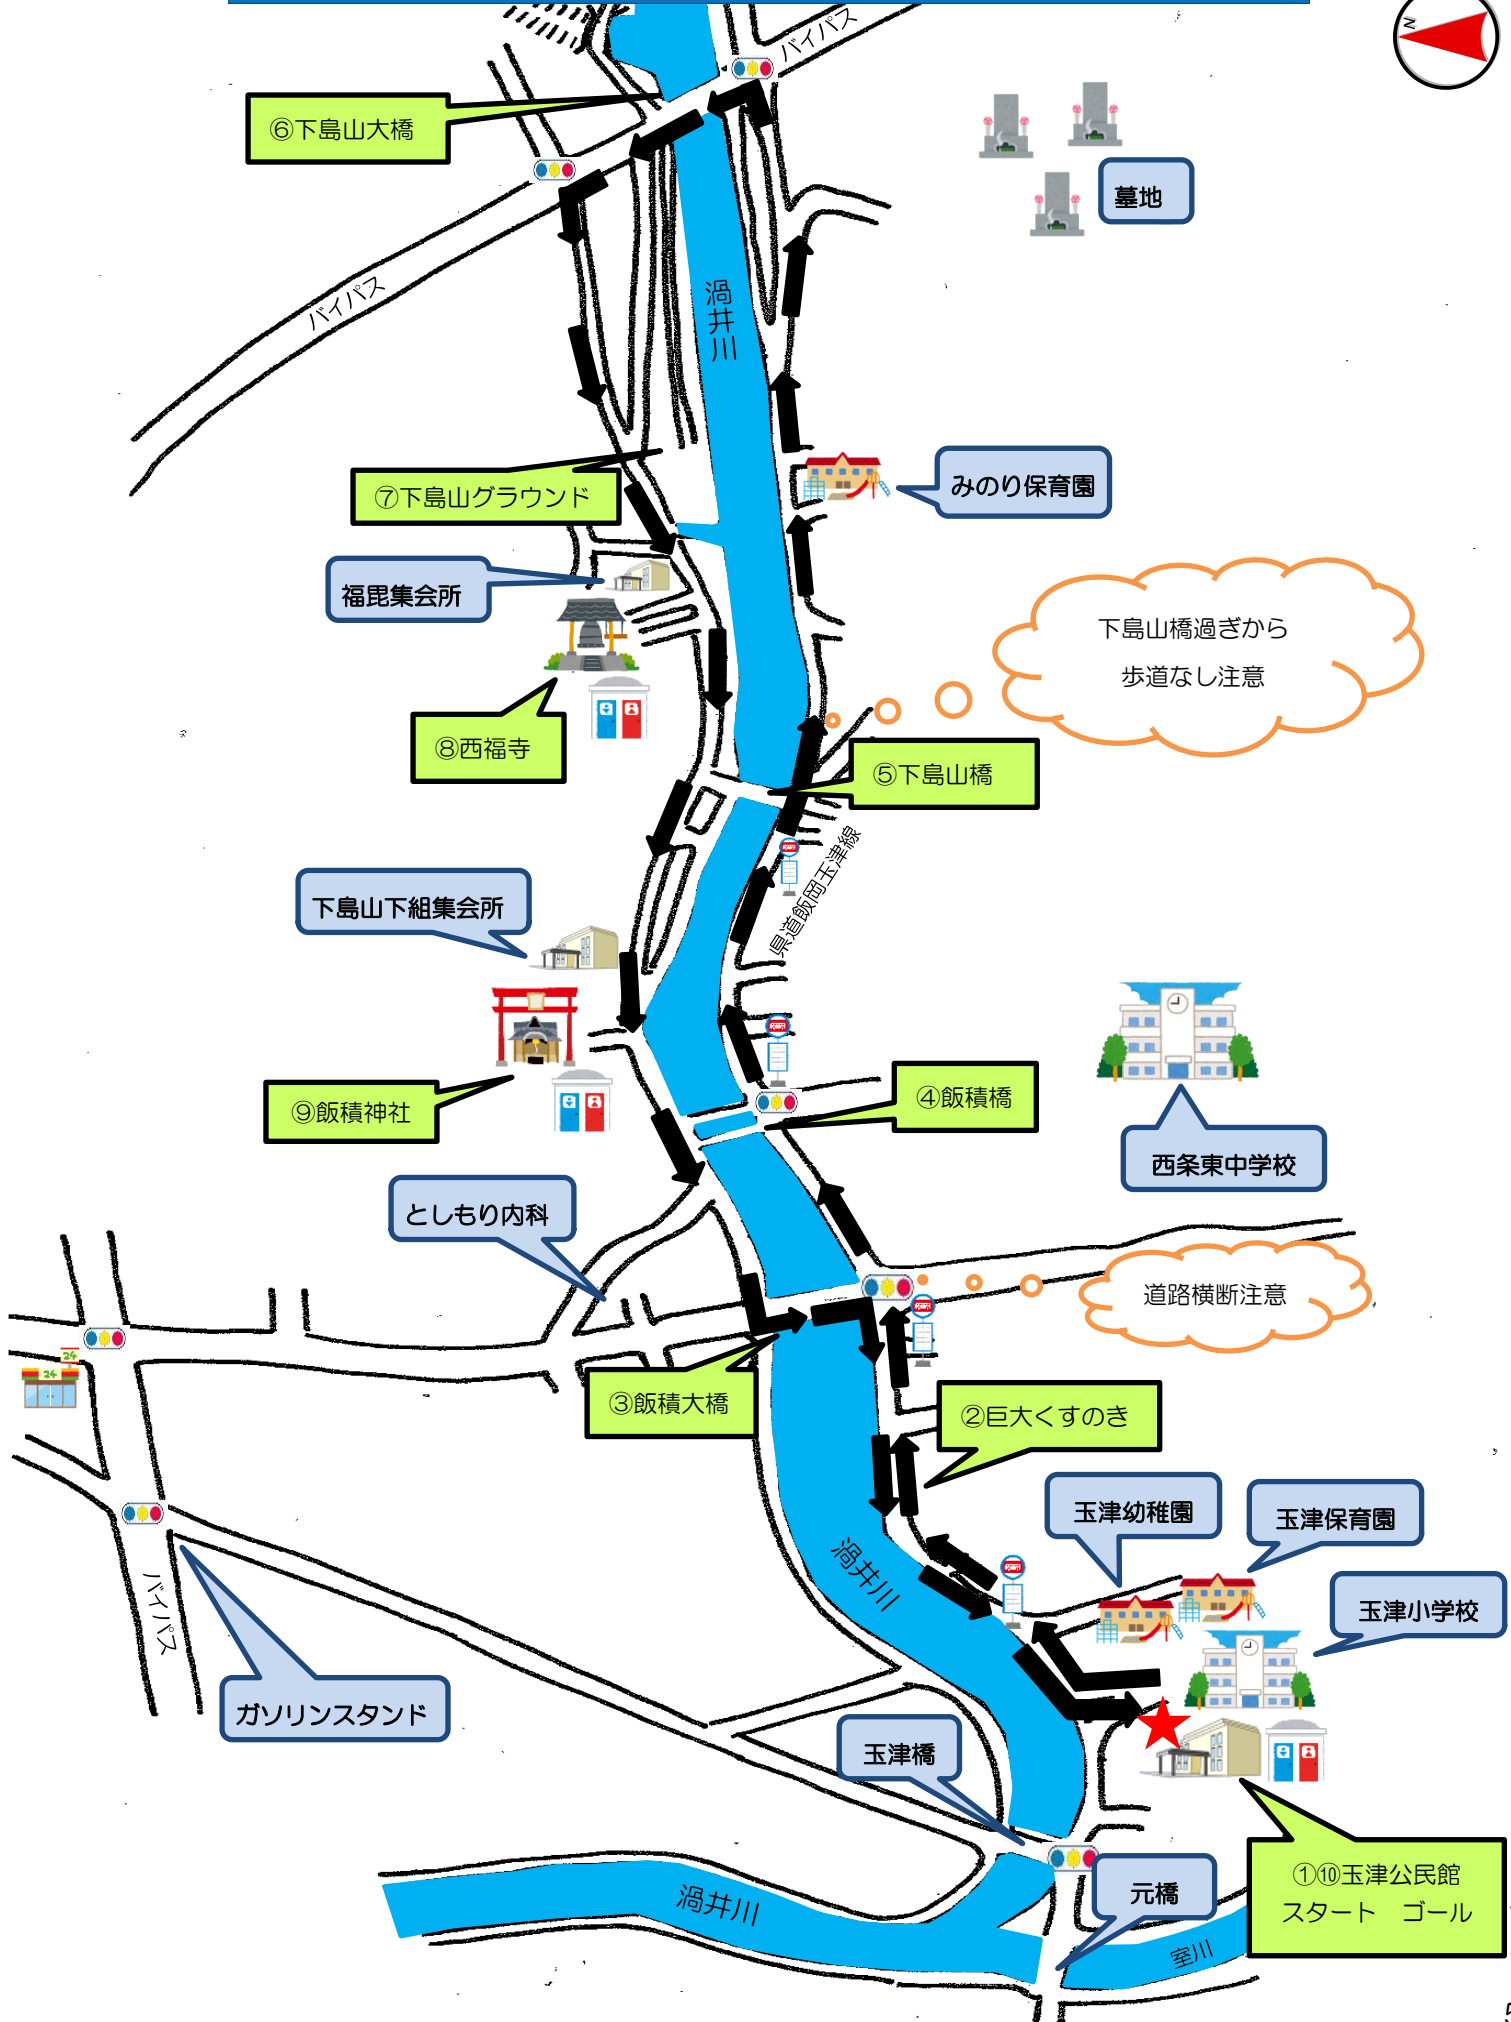 バイパス
N
⑥下島山大橋
墓地
バイパス
渦井川
⑦下島山グラウンド
みのり保育園
福毘集会所
下島山橋過ぎから
歩道なし注意
⑧西福寺
⑤下島山橋
県道飯岡玉津線
下島山下組集会所
⑨飯積神社
④飯積橋
西条東中学校
としもり内科
道路横断注意
24
24
③飯積大橋
②巨大くすのき
玉津幼稚園
玉津保育園
渦井川
玉津小学校
バイパス
ガソリンスタンド
玉津橋
①⑩玉津公民館
スタート　ゴール
元橋
渦井川
室川